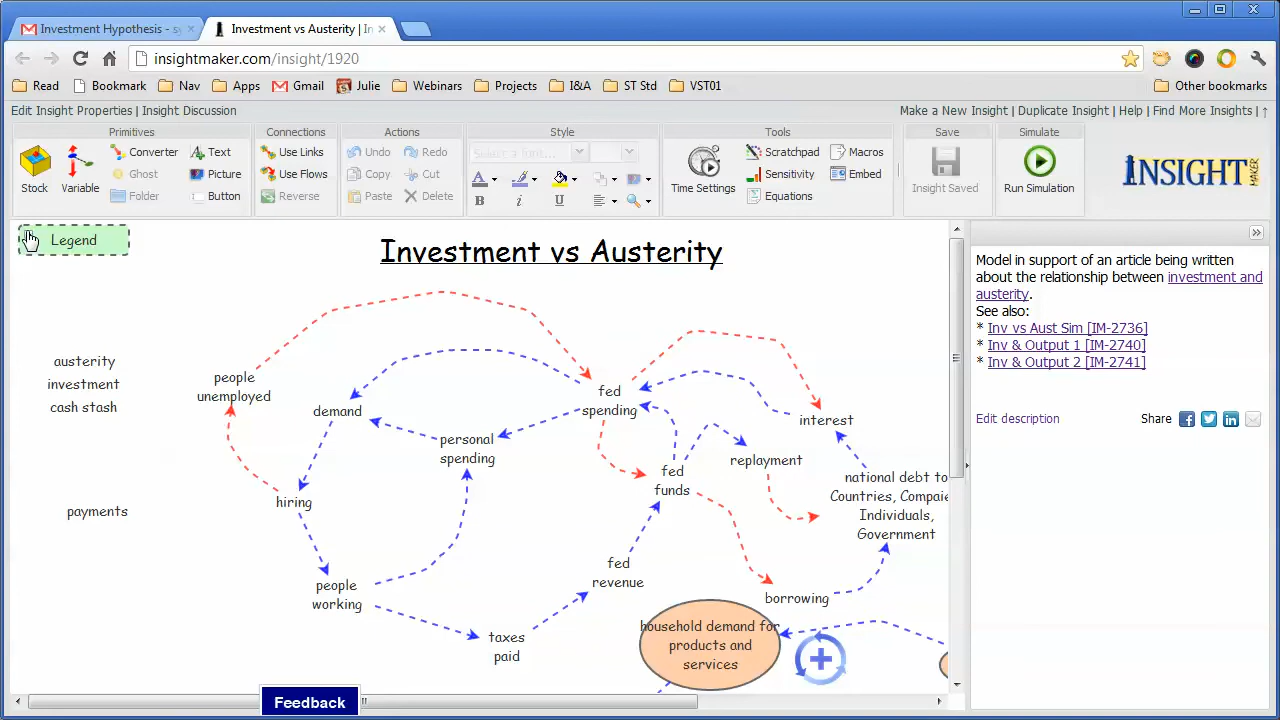 Investment Hypothesis - sy
Investment vs Austerity | In
insightmaker.com/insight/1920
Read Bookmark Nav Apps Gmail Julie Webinars Projects I&A ST Std VST01 Other bookmarks
Edit Insight Properties | Insight Discussion
Make a New Insight | Duplicate Insight | Help | Find More Insights | ↑
Primitives Connections Actions Style Tools Save Simulate
Stock
Variable
Converter
Text
Ghost
Picture
Folder
Button
Use Links
Use Flows
Reverse
Undo
Redo
Copy
Cut
Paste
Delete
Select a font...
A
B
I
U
Time Settings
Scratchpad
Macros
Sensitivity
Embed
Equations
Insight Saved
Run Simulation
INSIGHT
MAKER
Legend
Investment vs Austerity
austerity
investment
cash stash
payments
people
unemployed
demand
personal
spending
hiring
people
working
taxes
paid
fed
revenue
fed
spending
fed
funds
replayment
interest
national debt to
Countries, Compaie
Individuals,
Government
borrowing
household demand for
products and
services
Feedback
Model in support of an article being written
about the relationship between investment and
austerity.
See also:
* Inv vs Aust Sim [IM-2736]
* Inv & Output 1 [IM-2740]
* Inv & Output 2 [IM-2741]
Edit description
Share